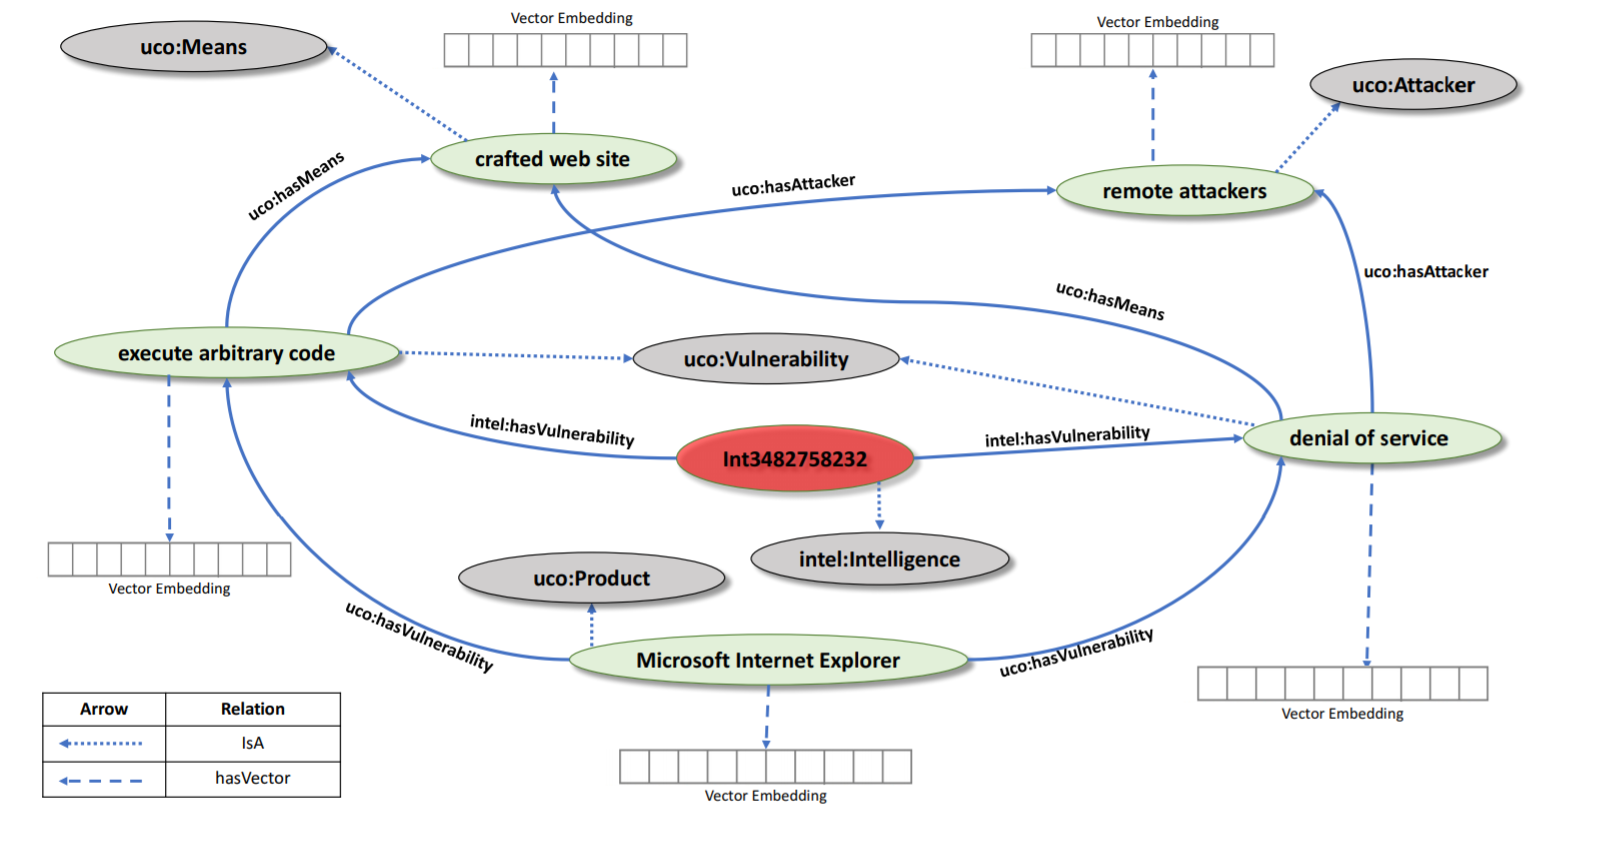 Vector Embedding
Vector Embedding
uco:Means
uco:Attacker
crafted web site
remote attackers
uco:hasMeans
uco:hasAttacker
uco:hasAttacker
uco:hasMeans
execute arbitrary code
uco:Vulnerability
intel:hasVulnerability
intel:hasVulnerability
denial of service
Int3482758232
intel:Intelligence
uco:Product
Vector Embedding
uco:hasVulnerability
uco:hasVulnerability
Microsoft Internet Explorer
Vector Embedding
Arrow Relation
IsA
hasVector
Vector Embedding